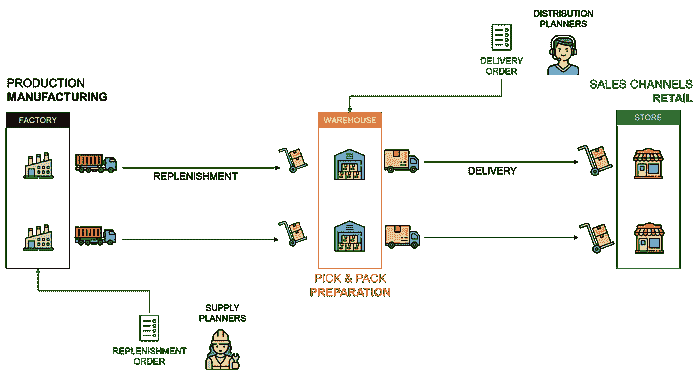 DISTRIBUTION
PLANNERS
DELIVERY
ORDER
PRODUCTION
MANUFACTURING
SALES CHANNELS
RETAIL
FACTORY
WAREHOUSE
STORE
REPLENISHMENT
DELIVERY
PICK & PACK
PREPARATION
SUPPLY
PLANNERS
REPLENISHMENT
ORDER